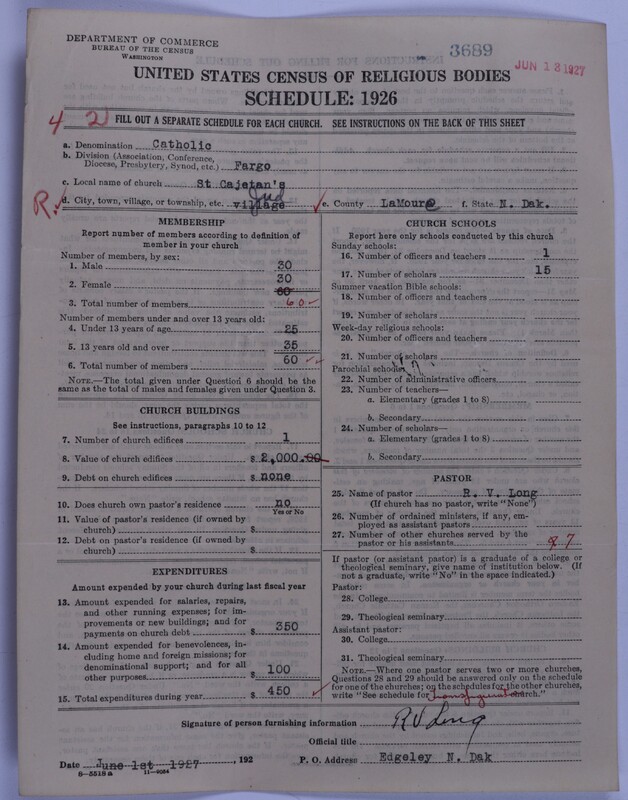 DEPARTMENT OF COMMERCE
BUREAU OF THE CENSUS
WASHINGTON
3689
JUN 13 1927
UNITED STATES CENSUS OF RELIGIOUS BODIES
SCHEDULE: 1926
4 2
FILL OUT A SEPARATE SCHEDULE FOR EACH CHURCH. SEE INSTRUCTIONS ON THE BACK OF THIS SHEET
a. Denomination Catholic
b. Division (Association, Conference, Diocese, Presbytery, Synod, etc.) Fargo
c. Local name of church St Cajetan's
R. d. City, town, village, or township, etc. village Jud e. County LaMoure f. State N. Dak.
MEMBERSHIP
Report number of members according to definition of
member in your church
Number of members, by sex:
1. Male 30
2. Female 30
60
3. Total number of members 60
Number of members under and over 13 years old:
4. Under 13 years of age 25
5. 13 years old and over 35
6. Total number of members 60
NOTE.—The total given under Question 6 should be the
same as the total of males and females given under Question 3.
CHURCH BUILDINGS
See instructions, paragraphs 10 to 12
7. Number of church edifices 1
8. Value of church edifices $ 2,000.00
9. Debt on church edifices $ none
10. Does church own pastor's residence no
Yes or No
11. Value of pastor's residence (if owned by
church) $
12. Debt on pastor's residence (if owned by
church) $
EXPENDITURES
Amount expended by your church during last fiscal year
13. Amount expended for salaries, repairs,
and other running expenses; for im-
provements or new buildings; and for
payments on church debt $ 350
14. Amount expended for benevolences, in-
cluding home and foreign missions; for
denominational support; and for all
other purposes $ 100
15. Total expenditures during year $ 450
CHURCH SCHOOLS
Report here only schools conducted by this church
Sunday schools:
16. Number of officers and teachers 1
17. Number of scholars 15
Summer vacation Bible schools:
18. Number of officers and teachers
19. Number of scholars
Week-day religious schools:
20. Number of officers and teachers
21. Number of scholars
Parochial schools:
22. Number of administrative officers
23. Number of teachers—
a. Elementary (grades 1 to 8)
b. Secondary
24. Number of scholars—
a. Elementary (grades 1 to 8)
b. Secondary
PASTOR
25. Name of pastor R. V. Long
(If church has no pastor, write "None")
26. Number of ordained ministers, if any, em-
ployed as assistant pastors
27. Number of other churches served by the
pastor or his assistants 7
If pastor (or assistant pastor) is a graduate of a college or
theological seminary, give name of institution below. (If
not a graduate, write "No" in the space indicated.)
Pastor:
28. College
29. Theological seminary
Assistant pastor:
30. College
31. Theological seminary
NOTE.—Where one pastor serves two or more churches,
Questions 28 and 29 should be answered only on the schedule
for one of the churches; on the schedules for the other churches,
write "See schedule for church."
Signature of person furnishing information R V Long
Official title
Date June 1st 1927, 192 P. O. Address Edgeley N. Dak
8-5518 a 11-9064